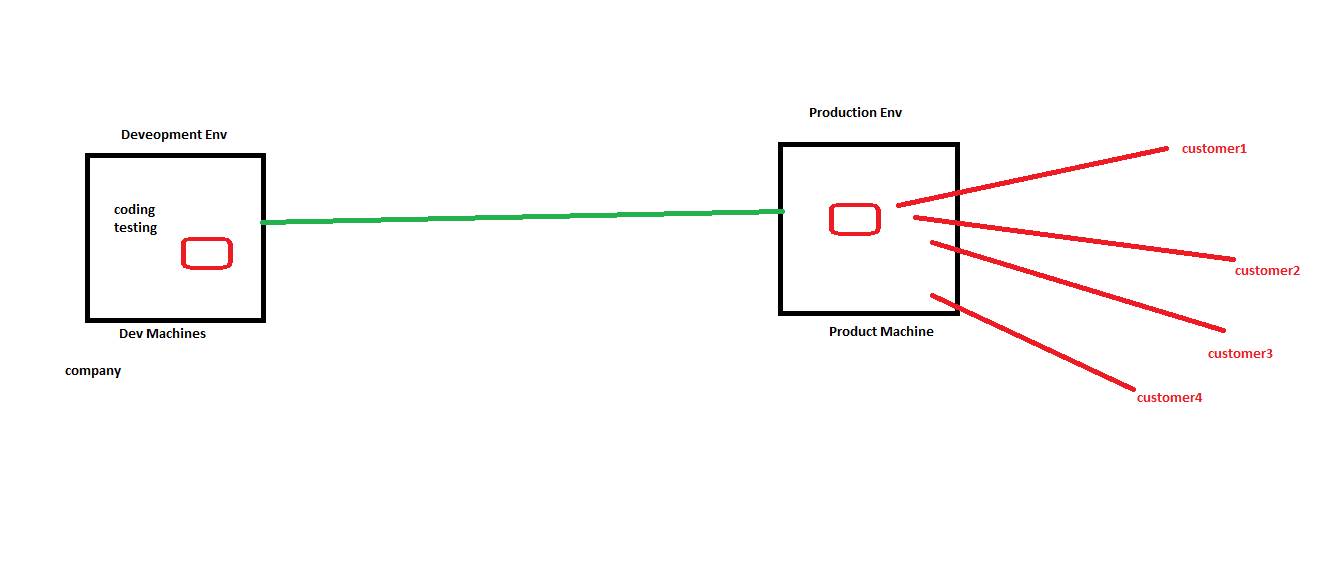 Deveopment Env
coding
testing
Dev Machines
company
Production Env
Product Machine
customer1
customer2
customer3
customer4